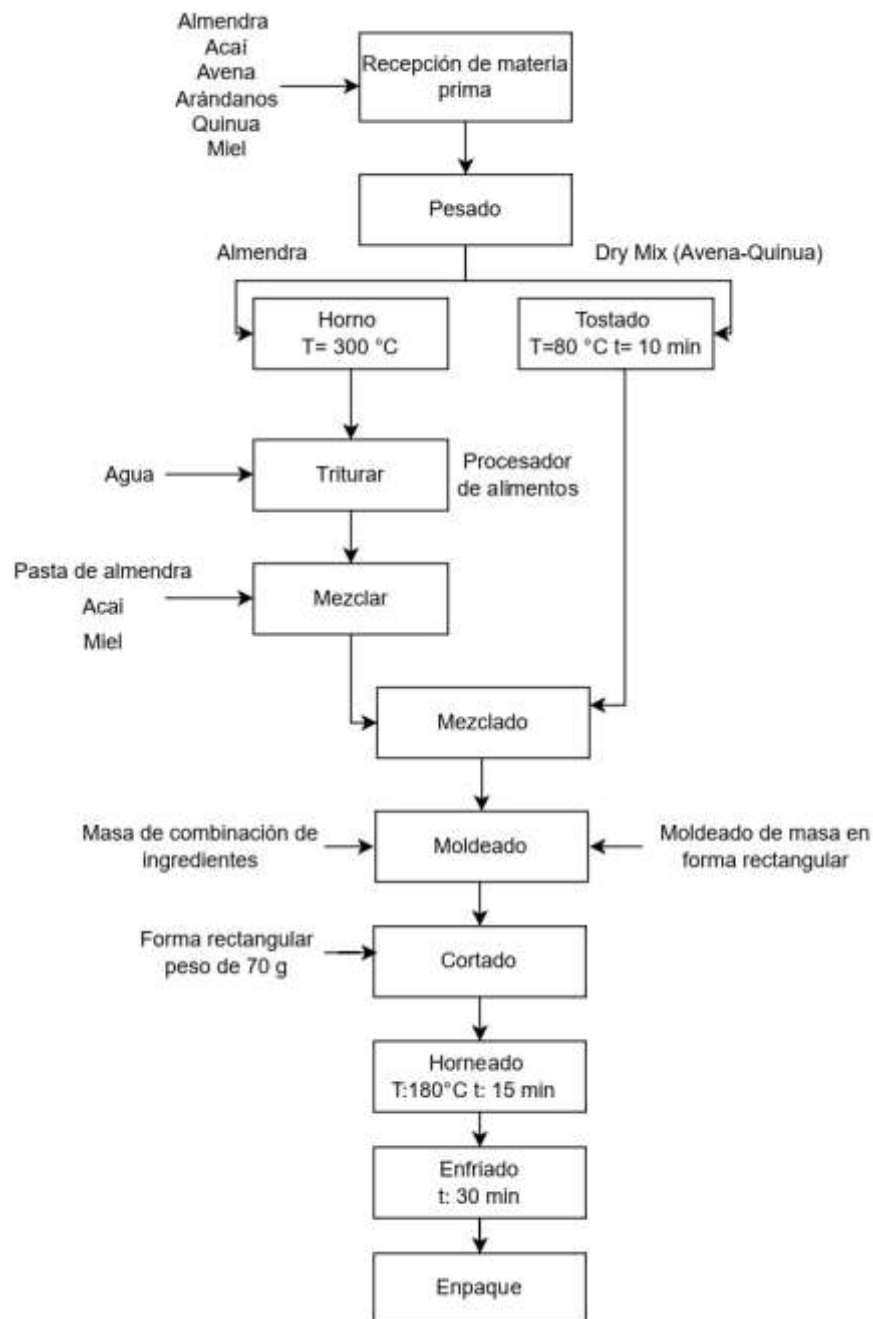 Almendra
Acaí
Avena
Arándanos
Quinua
Miel
Recepción de materia
prima
Pesado
Almendra
Dry Mix (Avena-Quinua)
Horno
T= 300 °C
Tostado
T=80 °C t= 10 min
Agua
Triturar
Procesador
de alimentos
Pasta de almendra
Acaí
Miel
Mezclar
Mezclado
Masa de combinación de
ingredientes
Moldeado
Moldeado de masa en
forma rectangular
Forma rectangular
peso de 70 g
Cortado
Horneado
T:180°C t: 15 min
Enfriado
t: 30 min
Enpaque